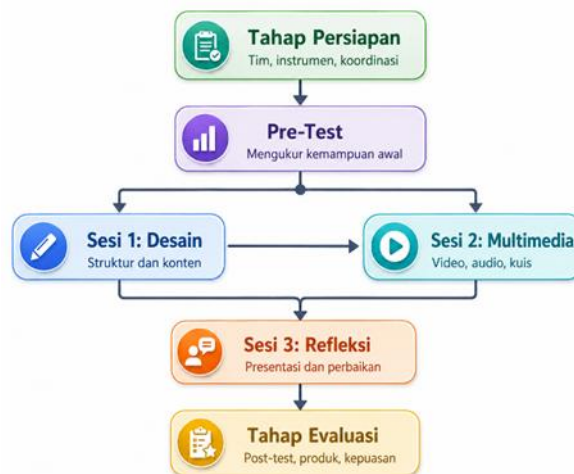 Tahap Persiapan
Tim, instrumen, koordinasi
Pre-Test
Mengukur kemampuan awal
Sesi 1: Desain
Struktur dan konten
Sesi 2: Multimedia
Video, audio, kuis
Sesi 3: Refleksi
Presentasi dan perbaikan
Tahap Evaluasi
Post-test, produk, kepuasan